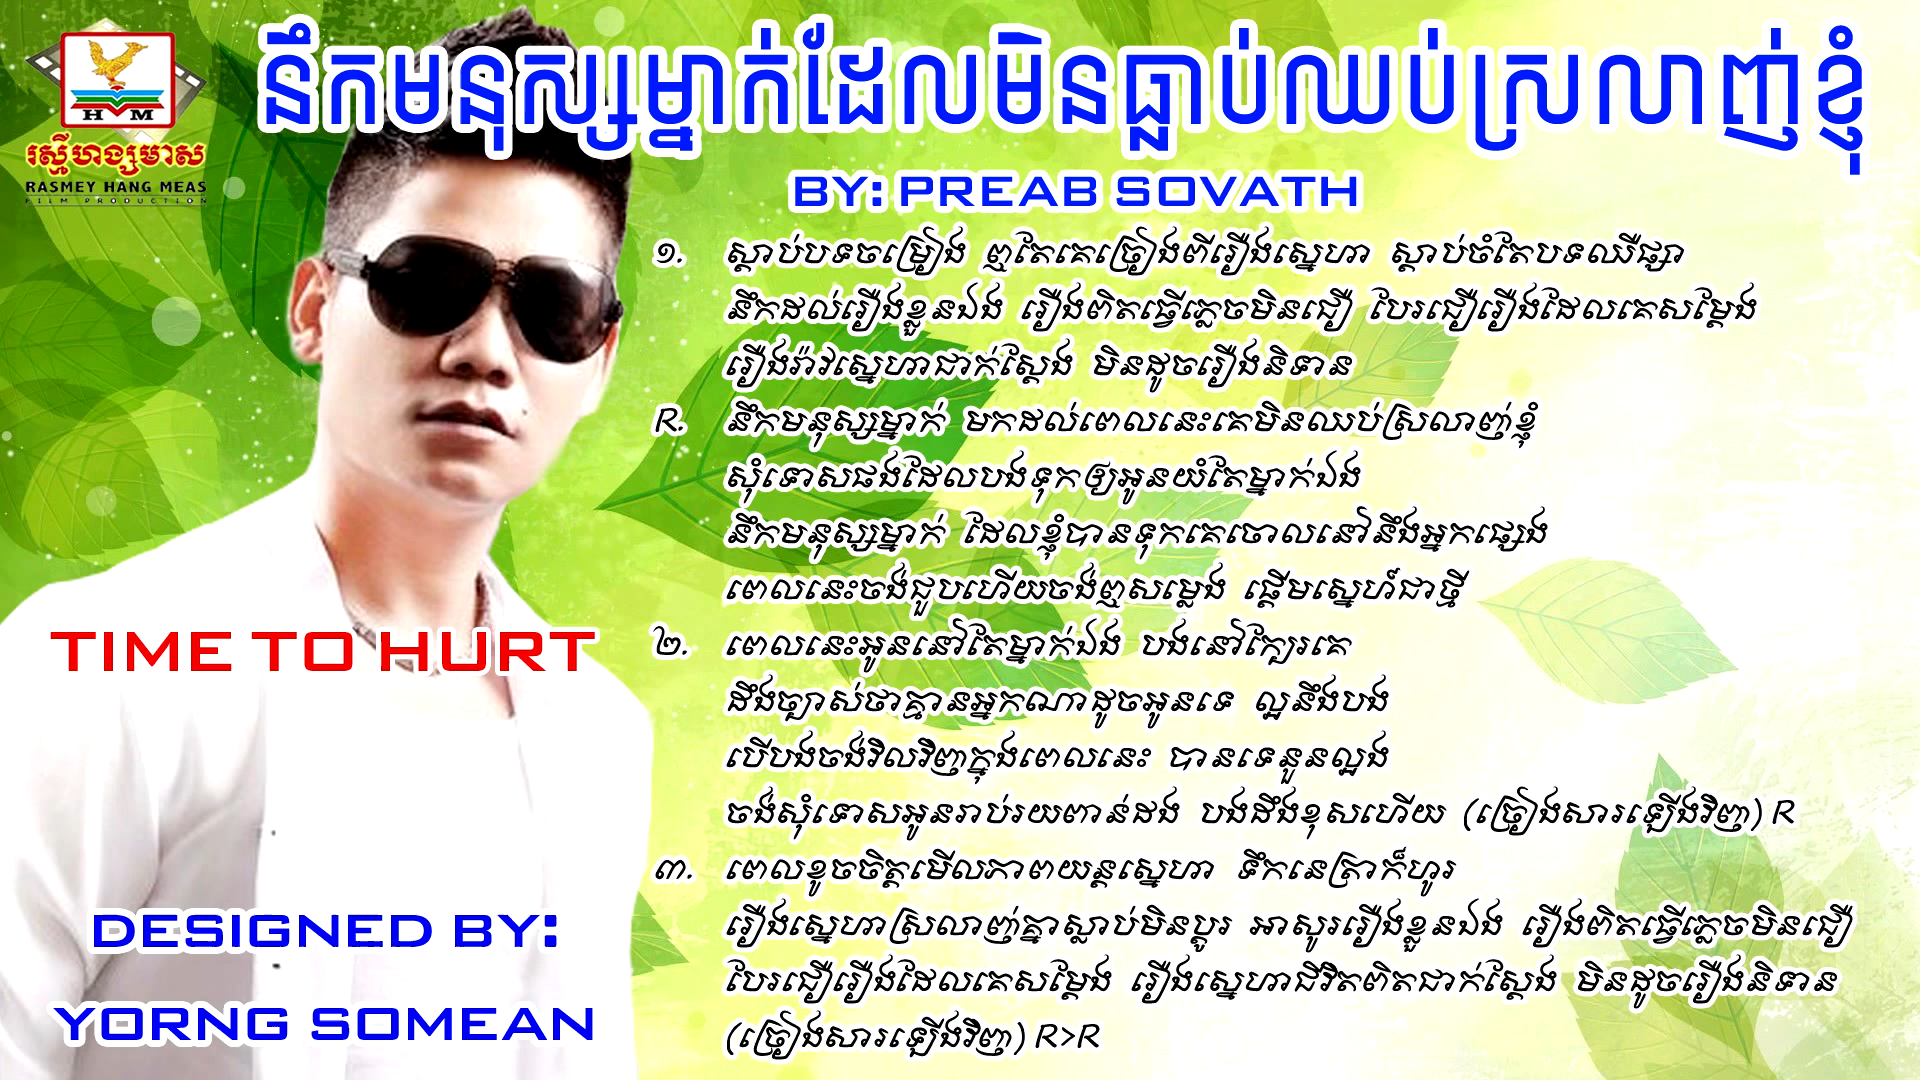 នឹកមនុស្សម្នាក់ដែលមិនធ្លាប់ឈប់ស្រលាញ់ខ្ញុំ
HM
រស្មីហង្សមាស
RASMEY HANG MEAS
FILM PRODUCTION
BY: PREAB SOVATH
១. ស្ដាប់បទចម្រៀង ឮតែគេច្រៀងពីរឿងស្នេហា ស្ដាប់ចំតែបទឈឺផ្សា
នឹកដល់រឿងខ្លួនឯង រឿងពិតធ្វើភ្លេចមិនជឿ បែរជឿរឿងដែលគេសម្ដែង
រឿងរ៉ាវស្នេហាជាក់ស្ដែង មិនដូចរឿងនិទាន
R. នឹកមនុស្សម្នាក់ មកដល់ពេលនេះគេមិនឈប់ស្រលាញ់ខ្ញុំ
សុំទោសផងដែលបងទុកឲ្យអូនយំតែម្នាក់ឯង
នឹកមនុស្សម្នាក់ ដែលខ្ញុំបានទុកគេចោលនៅនឹងអ្នកផ្សេង
ពេលនេះចង់ជួបហើយចង់ឮសម្លេង ផ្ដើមស្នេហ៍ជាថ្មី
TIME TO HURT
២. ពេលនេះអូននៅតែម្នាក់ឯង បងនៅក្បែរគេ
ដឹងច្បាស់ថាគ្មានអ្នកណាដូចអូនទេ ល្អនឹងបង
បើបងចង់វិលវិញក្នុងពេលនេះ បានទេនួនល្អង
ចង់សុំទោសអូនរាប់រយពាន់ដង បងដឹងខុសហើយ (ច្រៀងសារឡើងវិញ) R
៣. ពេលខូចចិត្តមើលភាពយន្តស្នេហា ទឹកនេត្រាក៏ហូរ
រឿងស្នេហាស្រលាញ់គ្នាស្លាប់មិនប្ដូរ អាសូររឿងខ្លួនឯង រឿងពិតធ្វើភ្លេចមិនជឿ
បែរជឿរឿងដែលគេសម្ដែង រឿងស្នេហាជីវិតពិតជាក់ស្ដែង មិនដូចរឿងនិទាន
(ច្រៀងសារឡើងវិញ) R>R
DESIGNED BY:
YORNG SOMEAN